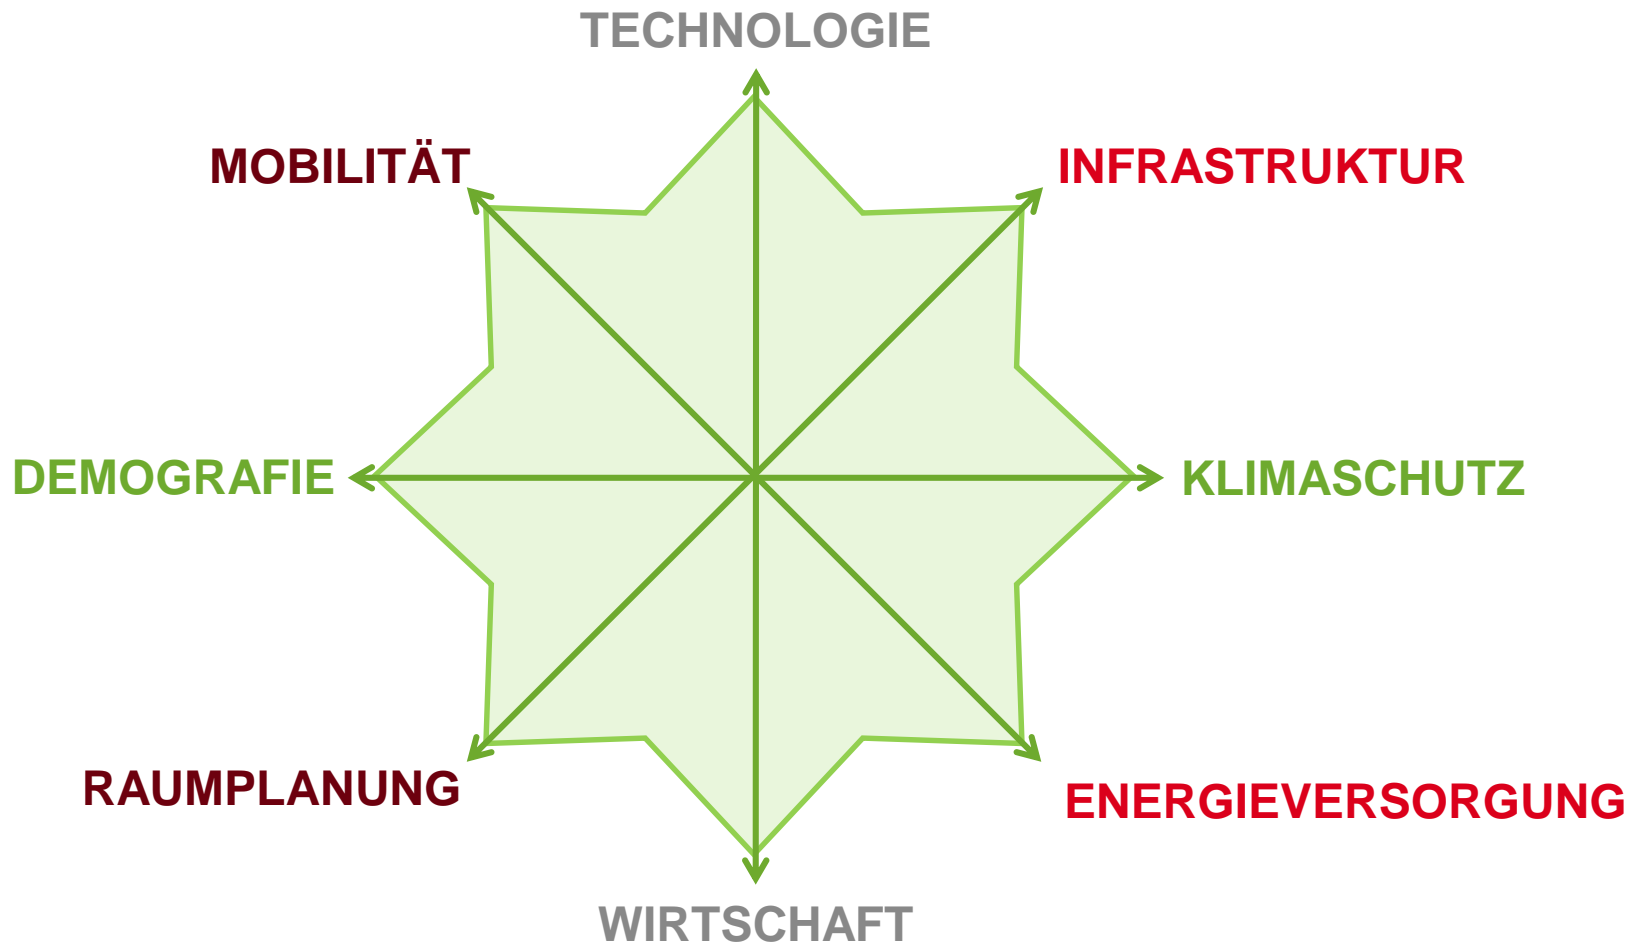 TECHNOLOGIE
MOBILITÄT
INFRASTRUKTUR
DEMOGRAFIE
KLIMASCHUTZ
RAUMPLANUNG
ENERGIEVERSORGUNG
WIRTSCHAFT